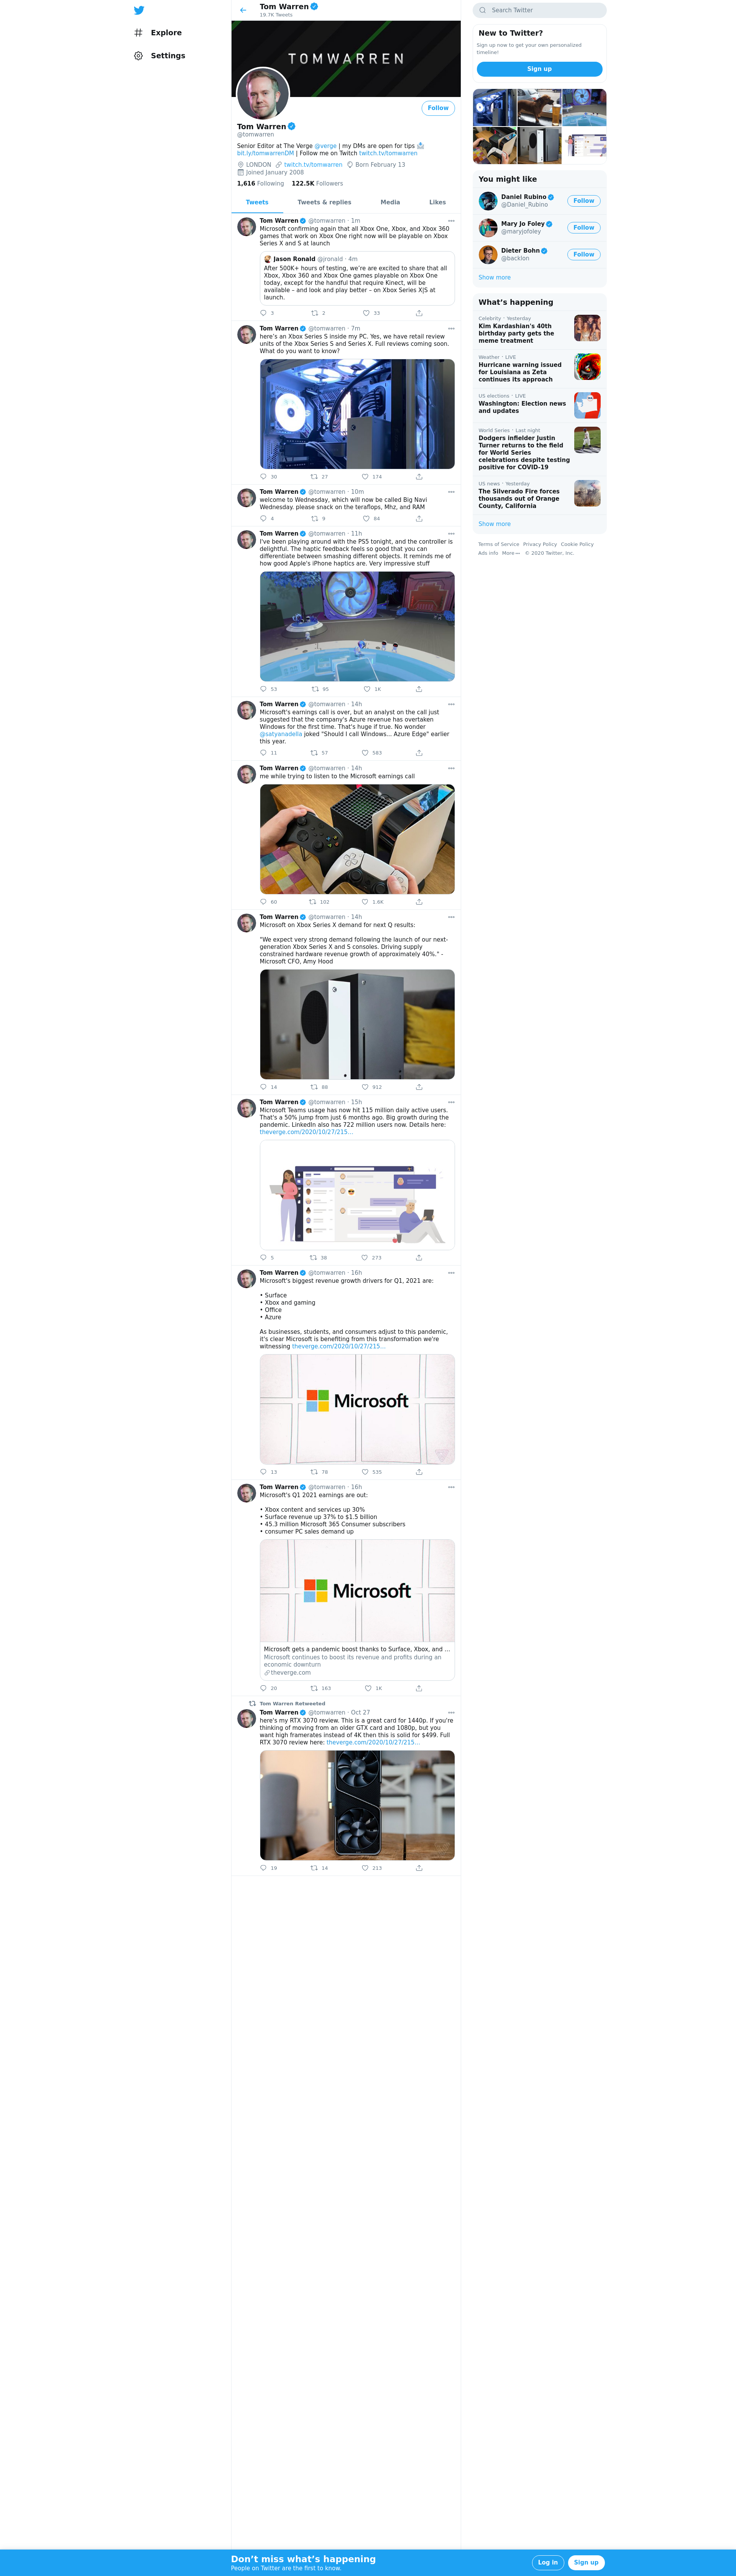 Explore
Settings
Tom Warren
19.7K Tweets
TOMWARREN
Follow
Tom Warren
@tomwarren
Senior Editor at The Verge @verge | my DMs are open for tips
bit.ly/tomwarrenDM | Follow me on Twitch twitch.tv/tomwarren
LONDON twitch.tv/tomwarren Born February 13
Joined January 2008
1,616 Following 122.5K Followers
Tweets Tweets & replies Media Likes
Tom Warren @tomwarren · 1m
Microsoft confirming again that all Xbox One, Xbox, and Xbox 360
games that work on Xbox One right now will be playable on Xbox
Series X and S at launch
Jason Ronald @jronald · 4m
After 500K+ hours of testing, we're are excited to share that all
Xbox, Xbox 360 and Xbox One games playable on Xbox One
today, except for the handful that require Kinect, will be
available – and look and play better – on Xbox Series X|S at
launch.
3 2 33
Tom Warren @tomwarren · 7m
here's an Xbox Series S inside my PC. Yes, we have retail review
units of the Xbox Series S and Series X. Full reviews coming soon.
What do you want to know?
30 27 174
Tom Warren @tomwarren · 10m
welcome to Wednesday, which will now be called Big Navi
Wednesday. please snack on the teraflops, Mhz, and RAM
4 9 84
Tom Warren @tomwarren · 11h
I've been playing around with the PS5 tonight, and the controller is
delightful. The haptic feedback feels so good that you can
differentiate between smashing different objects. It reminds me of
how good Apple's iPhone haptics are. Very impressive stuff
53 95 1K
Tom Warren @tomwarren · 14h
Microsoft's earnings call is over, but an analyst on the call just
suggested that the company's Azure revenue has overtaken
Windows for the first time. That's huge if true. No wonder
@satyanadella joked "Should I call Windows... Azure Edge" earlier
this year.
11 57 583
Tom Warren @tomwarren · 14h
me while trying to listen to the Microsoft earnings call
60 102 1.6K
Tom Warren @tomwarren · 14h
Microsoft on Xbox Series X demand for next Q results:
"We expect very strong demand following the launch of our next-
generation Xbox Series X and S consoles. Driving supply
constrained hardware revenue growth of approximately 40%." -
Microsoft CFO, Amy Hood
14 88 912
Tom Warren @tomwarren · 15h
Microsoft Teams usage has now hit 115 million daily active users.
That's a 50% jump from just 6 months ago. Big growth during the
pandemic. LinkedIn also has 722 million users now. Details here:
theverge.com/2020/10/27/215…
5 38 273
Tom Warren @tomwarren · 16h
Microsoft's biggest revenue growth drivers for Q1, 2021 are:
• Surface
• Xbox and gaming
• Office
• Azure
As businesses, students, and consumers adjust to this pandemic,
it's clear Microsoft is benefiting from this transformation we're
witnessing theverge.com/2020/10/27/215…
Microsoft
13 78 535
Tom Warren @tomwarren · 16h
Microsoft's Q1 2021 earnings are out:
• Xbox content and services up 30%
• Surface revenue up 37% to $1.5 billion
• 45.3 million Microsoft 365 Consumer subscribers
• consumer PC sales demand up
Microsoft
Microsoft gets a pandemic boost thanks to Surface, Xbox, and …
Microsoft continues to boost its revenue and profits during an
economic downturn
theverge.com
20 163 1K
Tom Warren Retweeted
Tom Warren @tomwarren · Oct 27
here's my RTX 3070 review. This is a great card for 1440p. If you're
thinking of moving from an older GTX card and 1080p, but you
want high framerates instead of 4K then this is solid for $499. Full
RTX 3070 review here: theverge.com/2020/10/27/215…
19 14 213
Search Twitter
New to Twitter?
Sign up now to get your own personalized
timeline!
Sign up
You might like
Daniel Rubino
@Daniel_Rubino
Follow
Mary Jo Foley
@maryjofoley
Follow
Dieter Bohn
@backlon
Follow
Show more
What's happening
Celebrity · Yesterday
Kim Kardashian's 40th
birthday party gets the
meme treatment
Weather · LIVE
Hurricane warning issued
for Louisiana as Zeta
continues its approach
US elections · LIVE
Washington: Election news
and updates
World Series · Last night
Dodgers infielder Justin
Turner returns to the field
for World Series
celebrations despite testing
positive for COVID-19
US news · Yesterday
The Silverado Fire forces
thousands out of Orange
County, California
Show more
Terms of Service Privacy Policy Cookie Policy
Ads info More © 2020 Twitter, Inc.
Don't miss what's happening
People on Twitter are the first to know.
Log in
Sign up